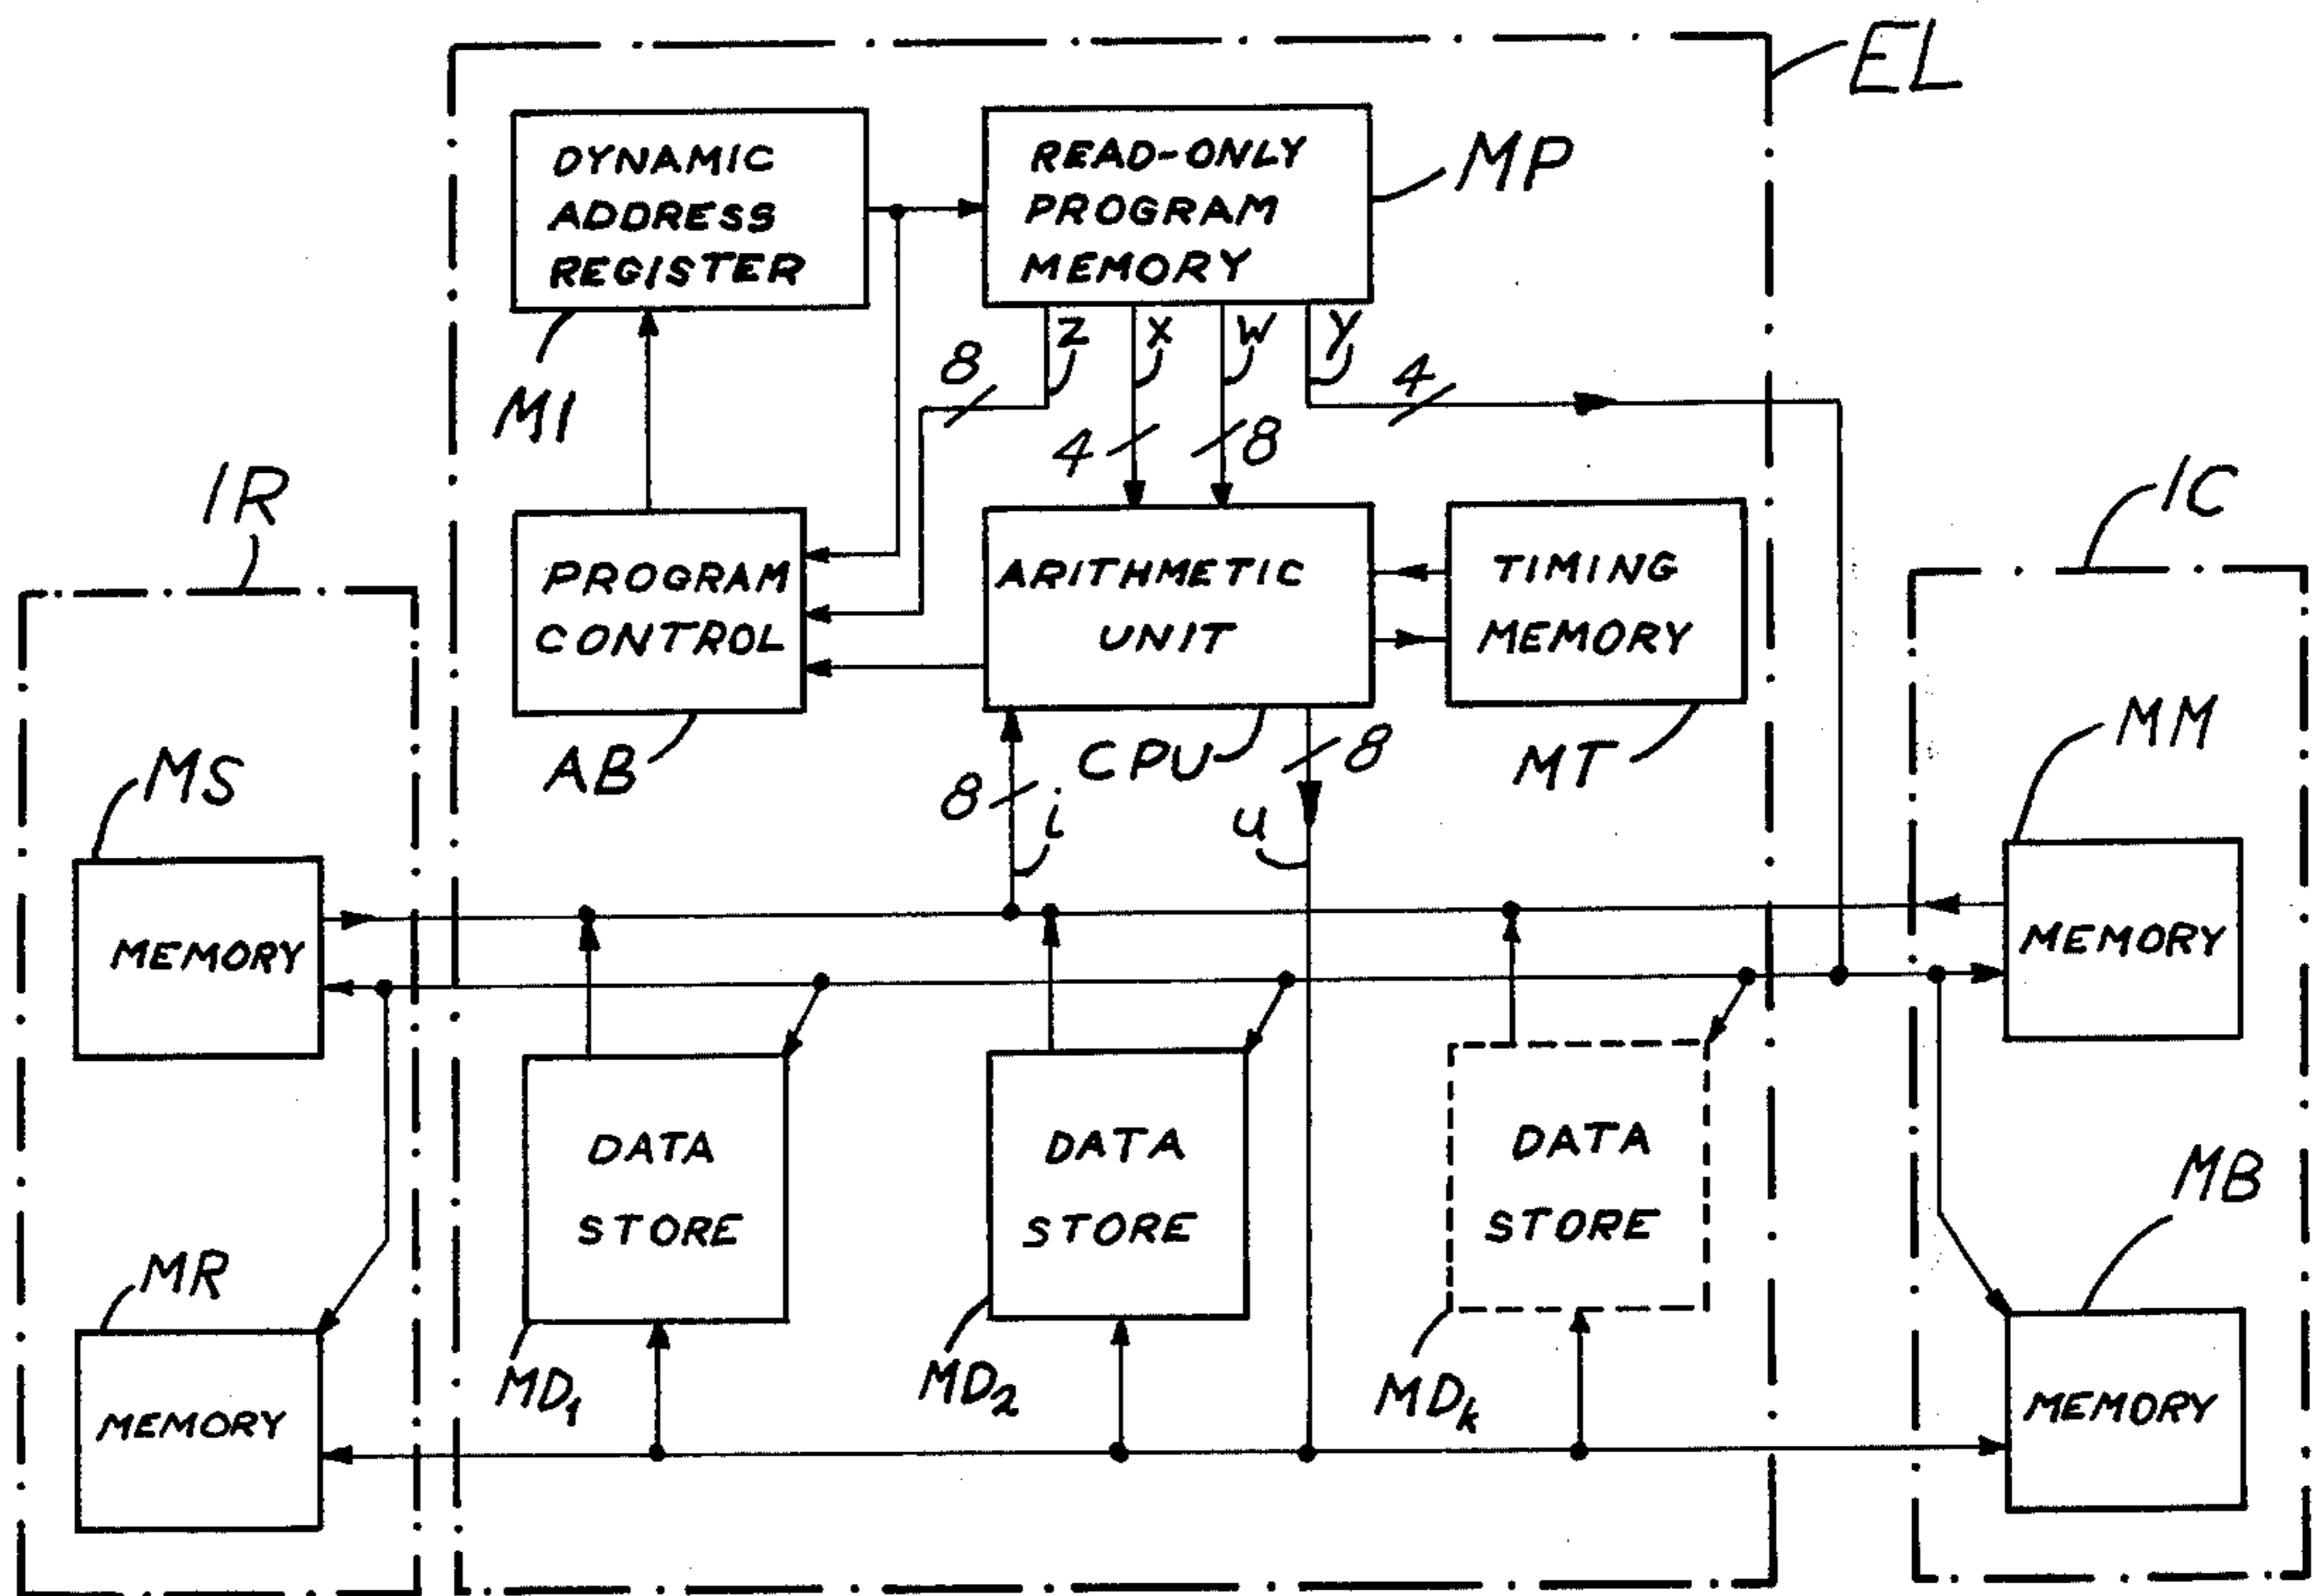 EL
DYNAMIC
ADDRESS
REGISTER
READ-ONLY
PROGRAM
MEMORY
MP
MI
8
Z
X
W
Y
4
4
8
IR
IC
PROGRAM
CONTROL
ARITHMETIC
UNIT
TIMING
MEMORY
AB
CPU
8
MT
MS
8
i
u
MM
MEMORY
MEMORY
DATA
STORE
DATA
STORE
DATA
STORE
MB
MR
MD1
MD2
MDk
MEMORY
MEMORY